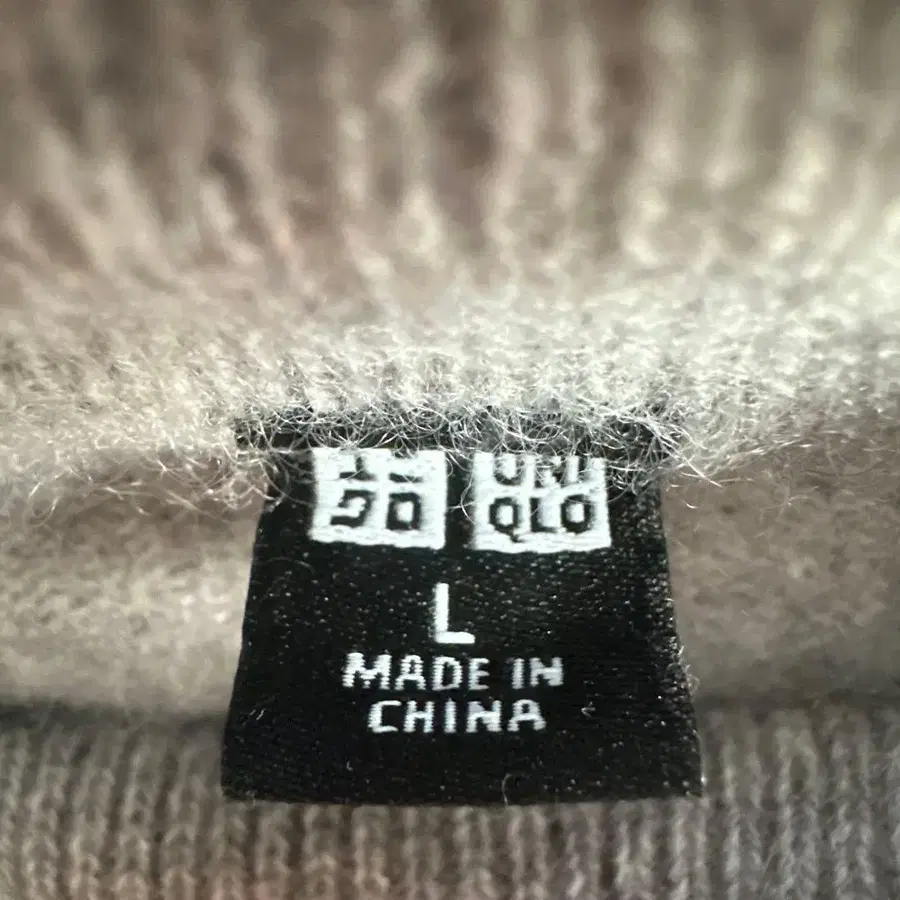 ユニ UNI
クロ QLO
L
MADE IN
CHINA